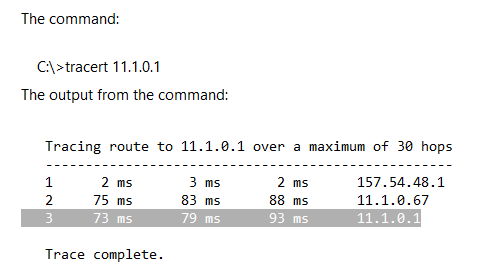 The command:
C:\>tracert 11.1.0.1
The output from the command:
Tracing route to 11.1.0.1 over a maximum of 30 hops
---------------------------------------------------
1 2 ms 3 ms 2 ms 157.54.48.1
2 75 ms 83 ms 88 ms 11.1.0.67
3 73 ms 79 ms 93 ms 11.1.0.1
Trace complete.